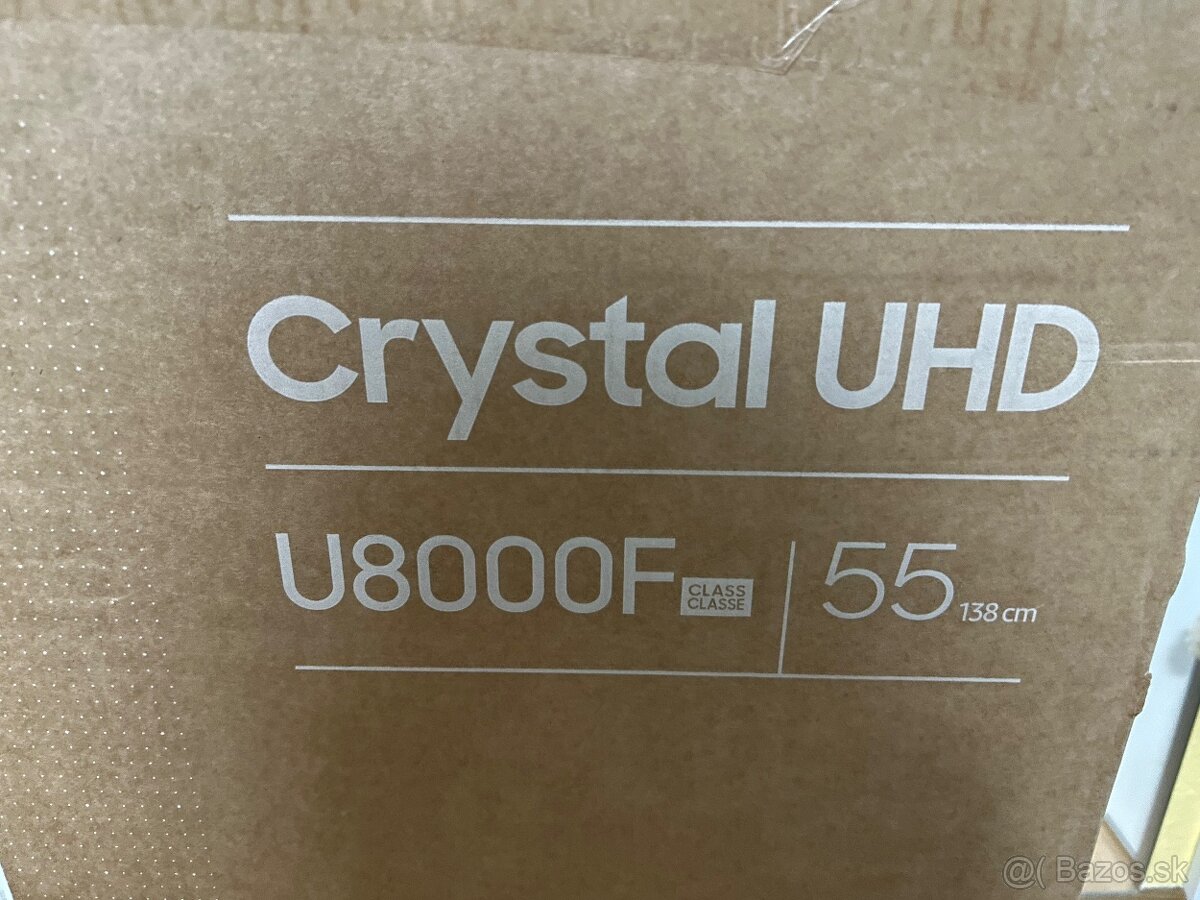 Crystal UHD
U8000F CLASS CLASSE 55 138 cm
@( Bazos.sk